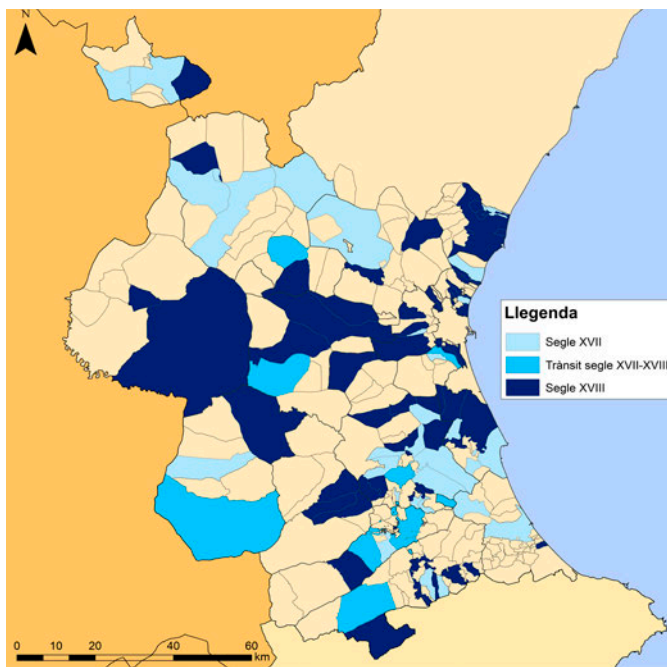 N
Llegenda
Segle XVII
Trànsit segle XVII-XVIII
Segle XVIII
0 10 20 40 60
km